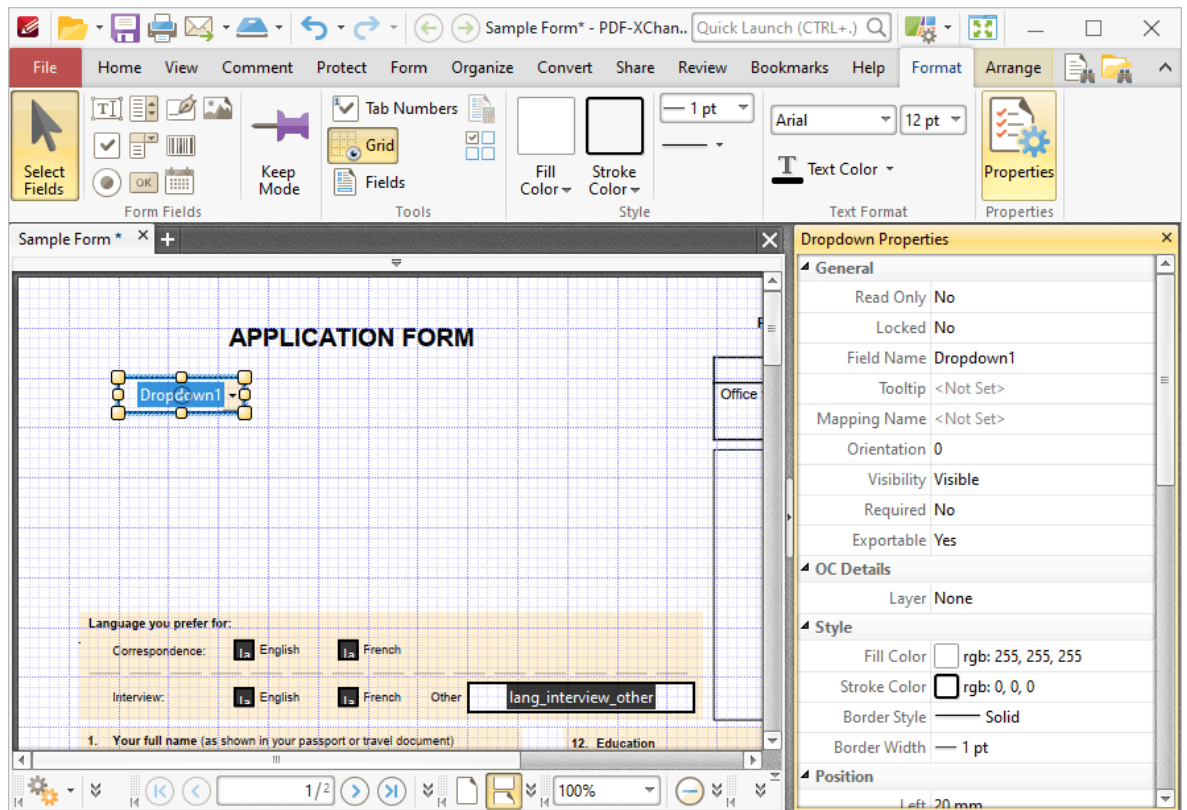 Sample Form* - PDF-XChan..
Quick Launch (CTRL+.)
File Home View Comment Protect Form Organize Convert Share Review Bookmarks Help Format Arrange
Select Fields
OK
Form Fields
Keep Mode
Tab Numbers
Grid
Fields
Tools
Fill Color
Stroke Color
1 pt
Style
Arial 12 pt
Text Color
Text Format
Properties
Properties
Sample Form *
APPLICATION FORM
Dropdown1
Office
Language you prefer for:
Correspondence: la English la French
Interview: la English la French Other lang_interview_other
1. Your full name (as shown in your passport or travel document) 12. Education
1/2
100%
Dropdown Properties
General
Read Only No
Locked No
Field Name Dropdown1
Tooltip <Not Set>
Mapping Name <Not Set>
Orientation 0
Visibility Visible
Required No
Exportable Yes
OC Details
Layer None
Style
Fill Color rgb: 255, 255, 255
Stroke Color rgb: 0, 0, 0
Border Style Solid
Border Width 1 pt
Position
Left 20 mm